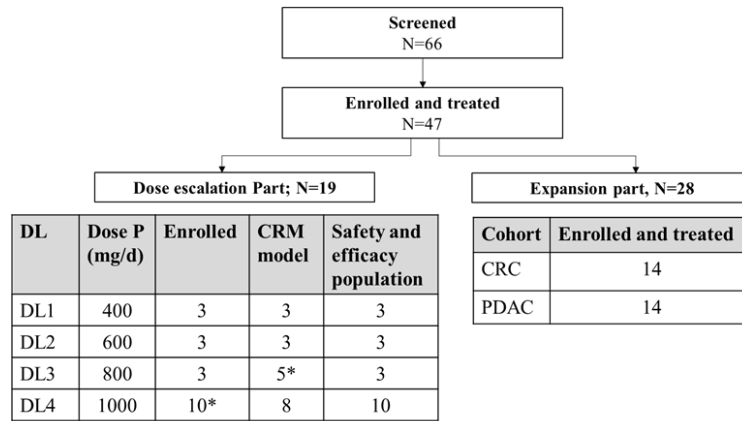 Screened
N=66
Enrolled and treated
N=47
Dose escalation Part; N=19
DL Dose P (mg/d) Enrolled CRM model Safety and efficacy population
DL1 400 3 3 3
DL2 600 3 3 3
DL3 800 3 5* 3
DL4 1000 10* 8 10
Expansion part, N=28
Cohort Enrolled and treated
CRC 14
PDAC 14